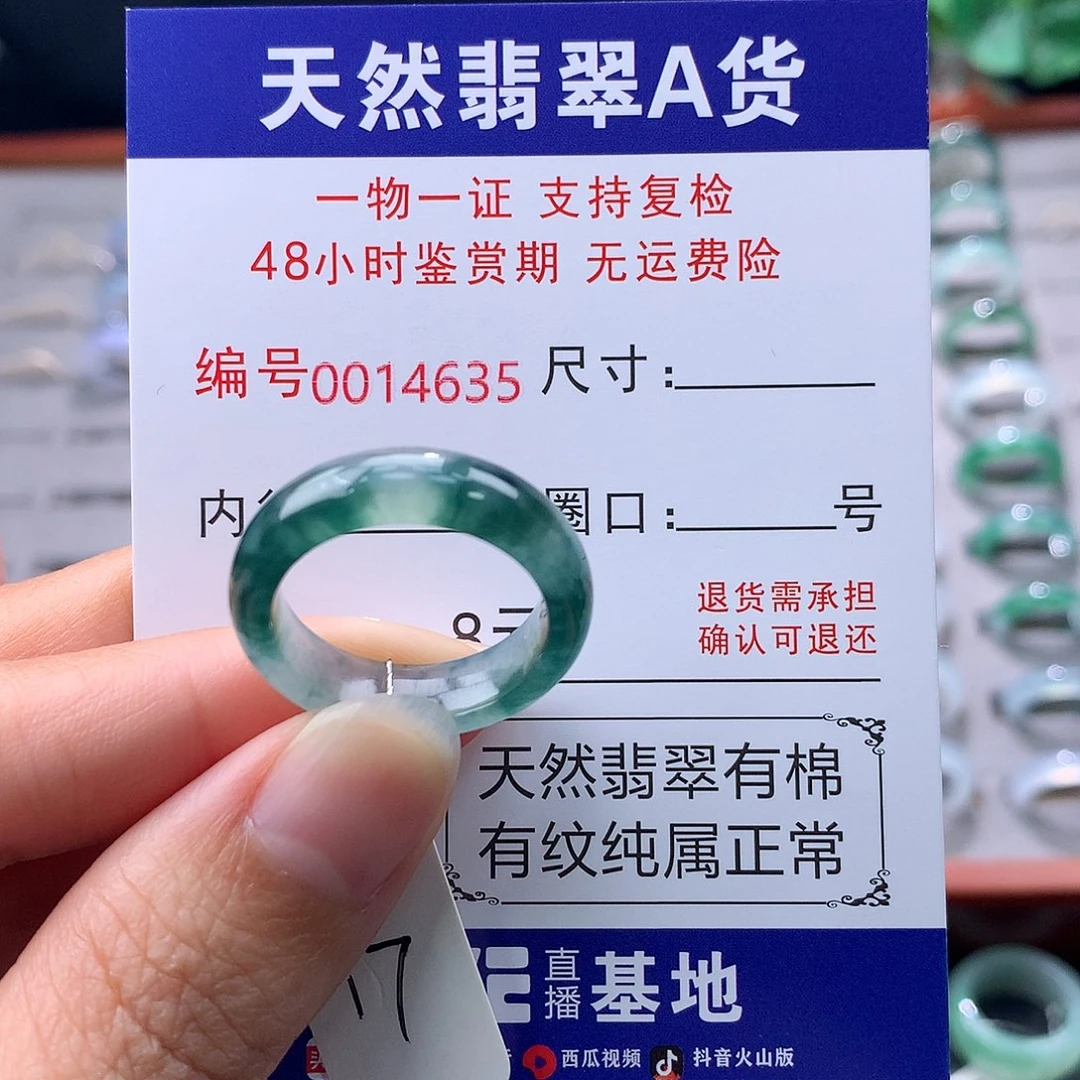 天然翡翠A货
一物一证 支持复检
48小时鉴赏期 无运费险
编号0014635 尺寸:
内 圈口: 号
8元
退货需承担
确认可退还
天然翡翠有棉
有纹纯属正常
17
直播基地
西瓜视频 抖音火山版